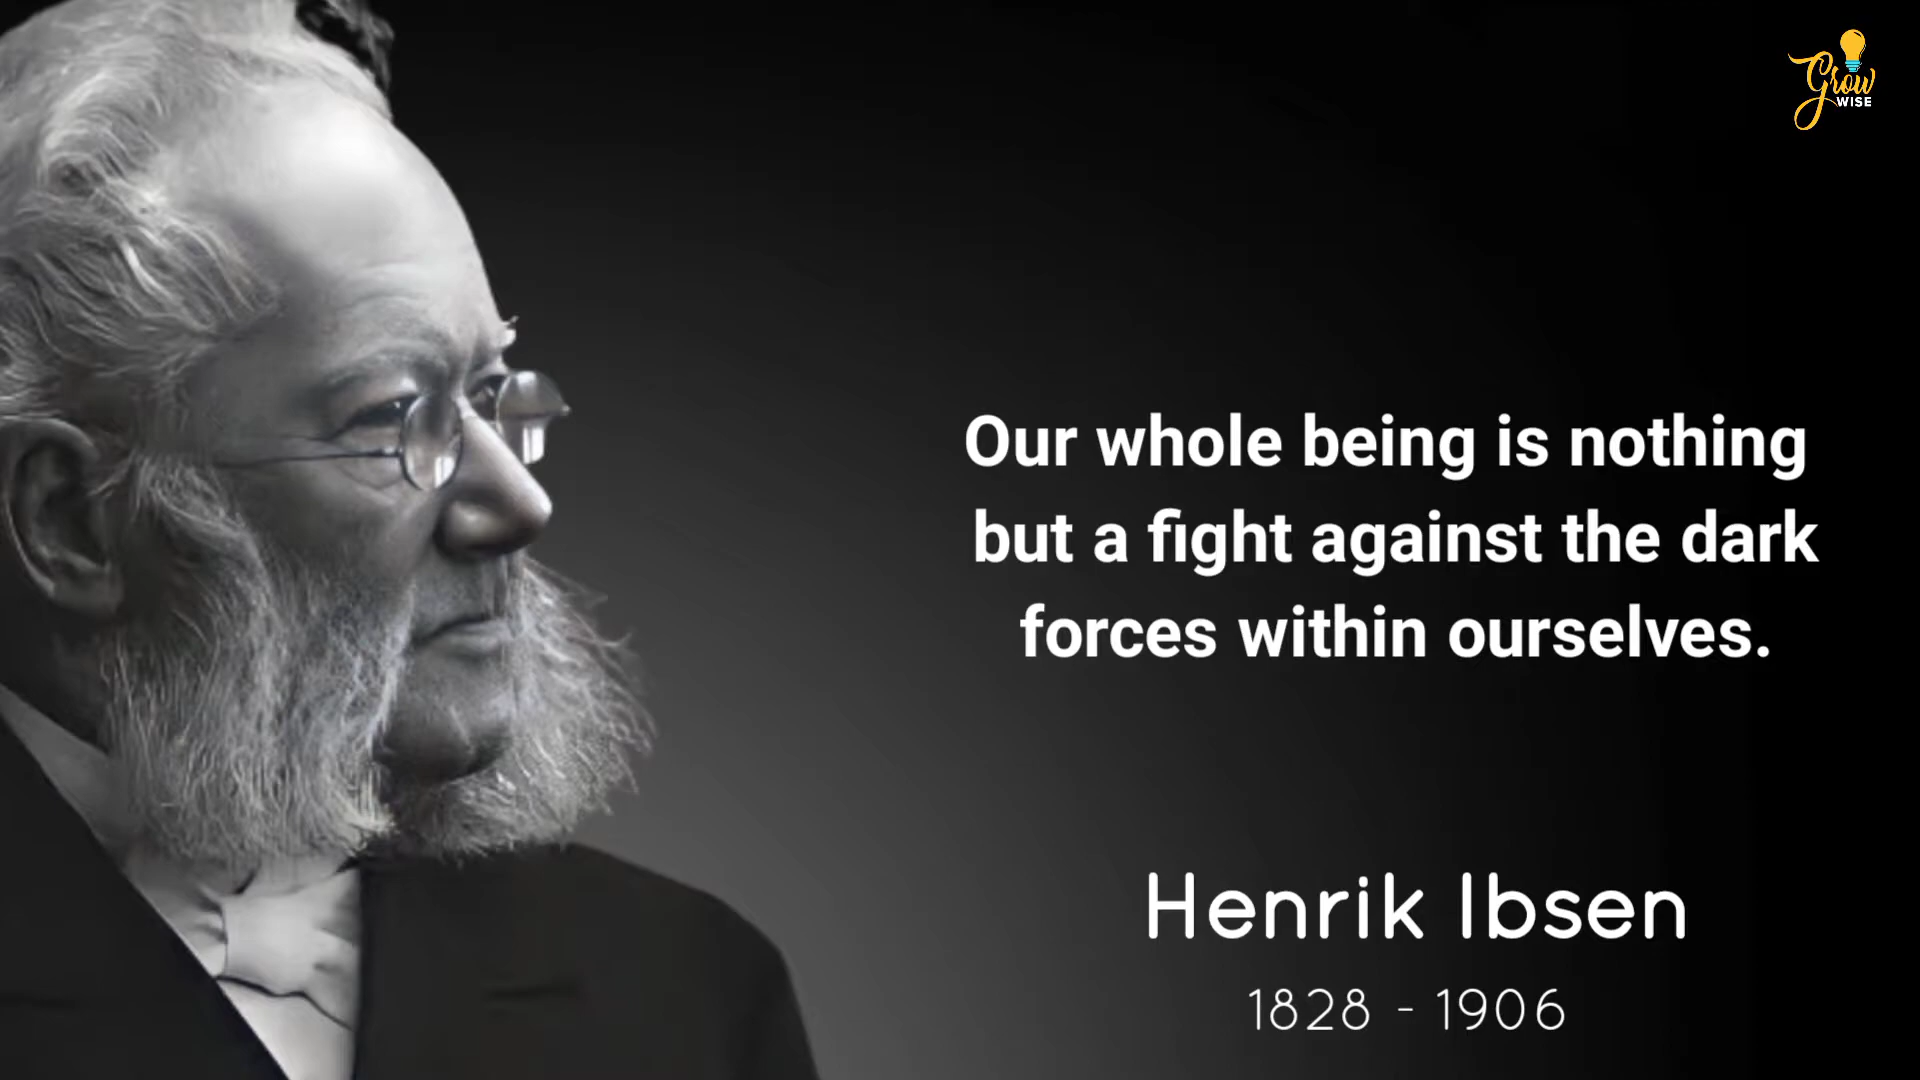 Grow
WISE
Our whole being is nothing
but a fight against the dark
forces within ourselves.
Henrik Ibsen
1828 - 1906